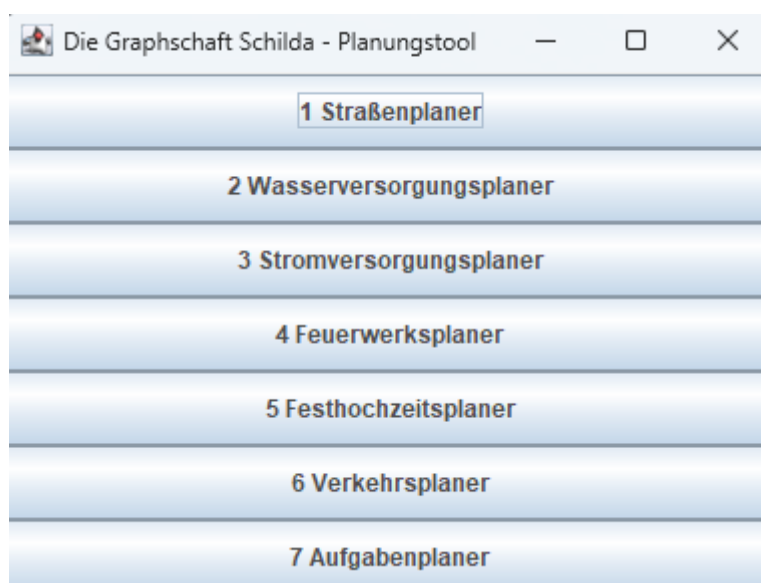 Die Graphschaft Schilda - Planungstool
1 Straßenplaner
2 Wasserversorgungsplaner
3 Stromversorgungsplaner
4 Feuerwerksplaner
5 Festhochzeitsplaner
6 Verkehrsplaner
7 Aufgabenplaner